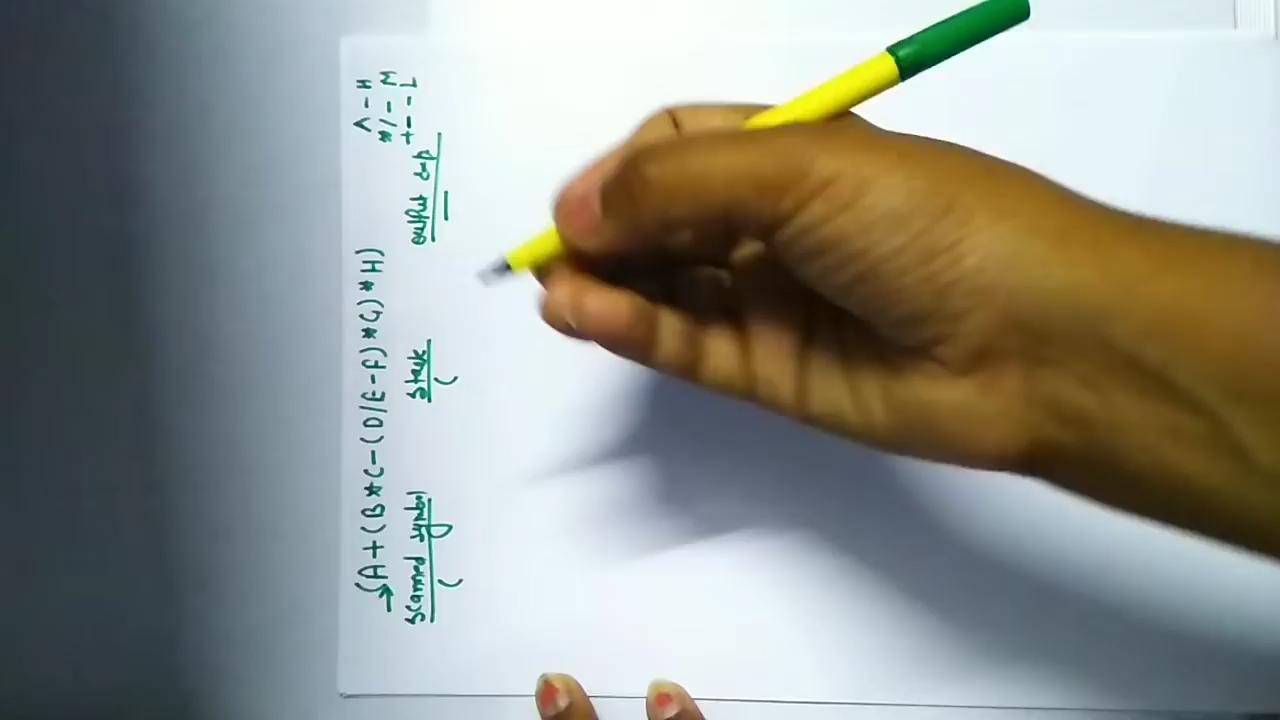 ^ - H
*/ - M
+ - - L
→(A+(B*C-(D/E-F)*G)*H)
Scanned symbol Stack output exp
( ( —